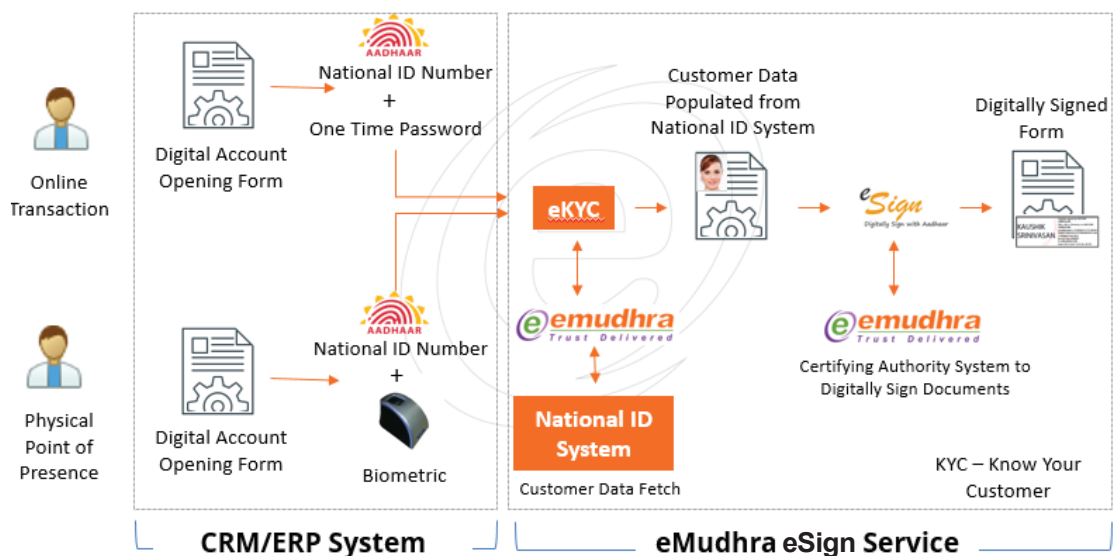 Online
Transaction
Digital Account
Opening Form
AADHAAR
National ID Number
+
One Time Password
Physical
Point of
Presence
Digital Account
Opening Form
AADHAAR
National ID Number
+
Biometric
CRM/ERP System
eKYC
emudhra
Trust Delivered
National ID
System
Customer Data Fetch
Customer Data
Populated from
National ID System
eSign
Digitally Sign with Aadhaar
emudhra
Trust Delivered
Certifying Authority System to
Digitally Sign Documents
Digitally Signed
Form
KAUSHIK
SRINIVASAN
KYC – Know Your
Customer
eMudhra eSign Service